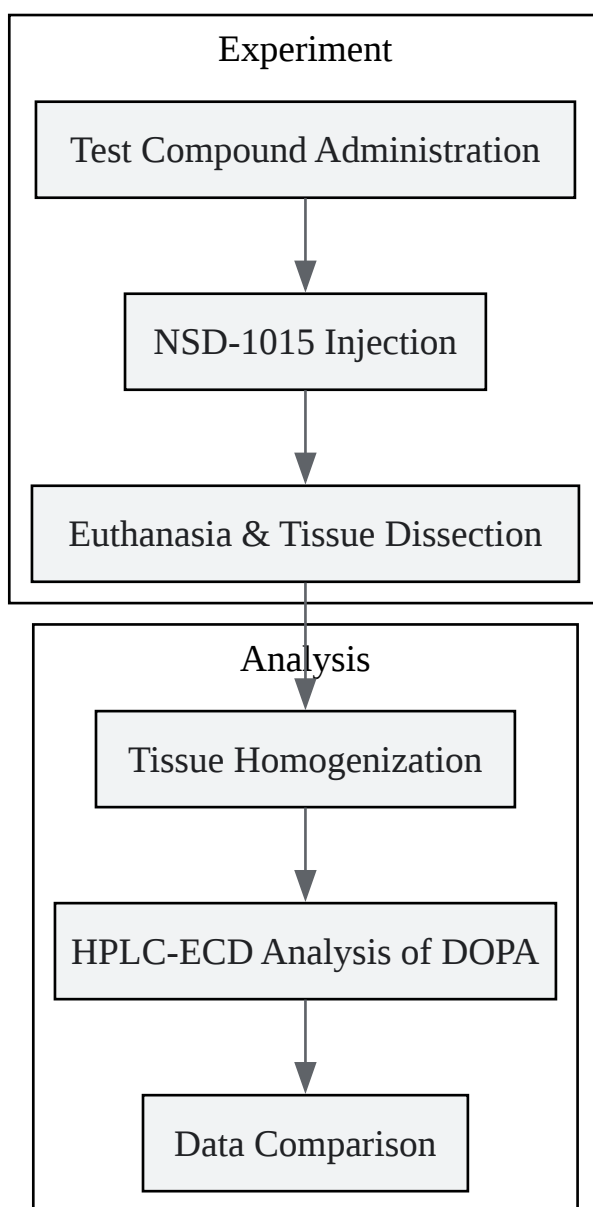 Experiment
Test Compound Administration
NSD-1015 Injection
Euthanasia & Tissue Dissection
Analysis
Tissue Homogenization
HPLC-ECD Analysis of DOPA
Data Comparison